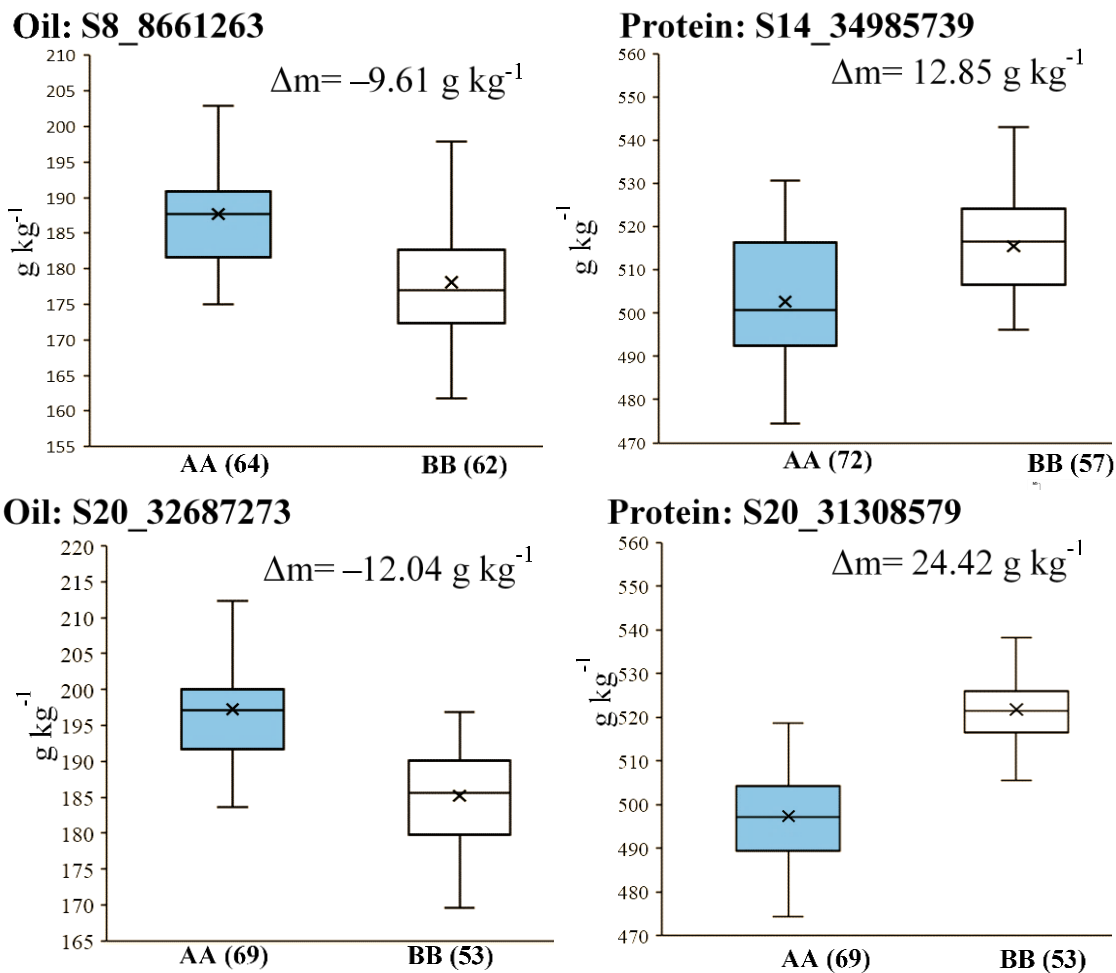 Oil: S8_8661263
Δm= –9.61 g kg-1
210
205
200
195
190
185
180
175
170
165
160
155
g kg-1
AA (64)
BB (62)
Protein: S14_34985739
Δm= 12.85 g kg-1
560
550
540
530
520
510
500
490
480
470
g kg-1
AA (72)
BB (57)
Oil: S20_32687273
Δm= –12.04 g kg-1
220
215
210
205
200
195
190
185
180
175
170
165
g kg-1
AA (69)
BB (53)
Protein: S20_31308579
Δm= 24.42 g kg-1
560
550
540
530
520
510
500
490
480
470
g kg-1
AA (69)
BB (53)